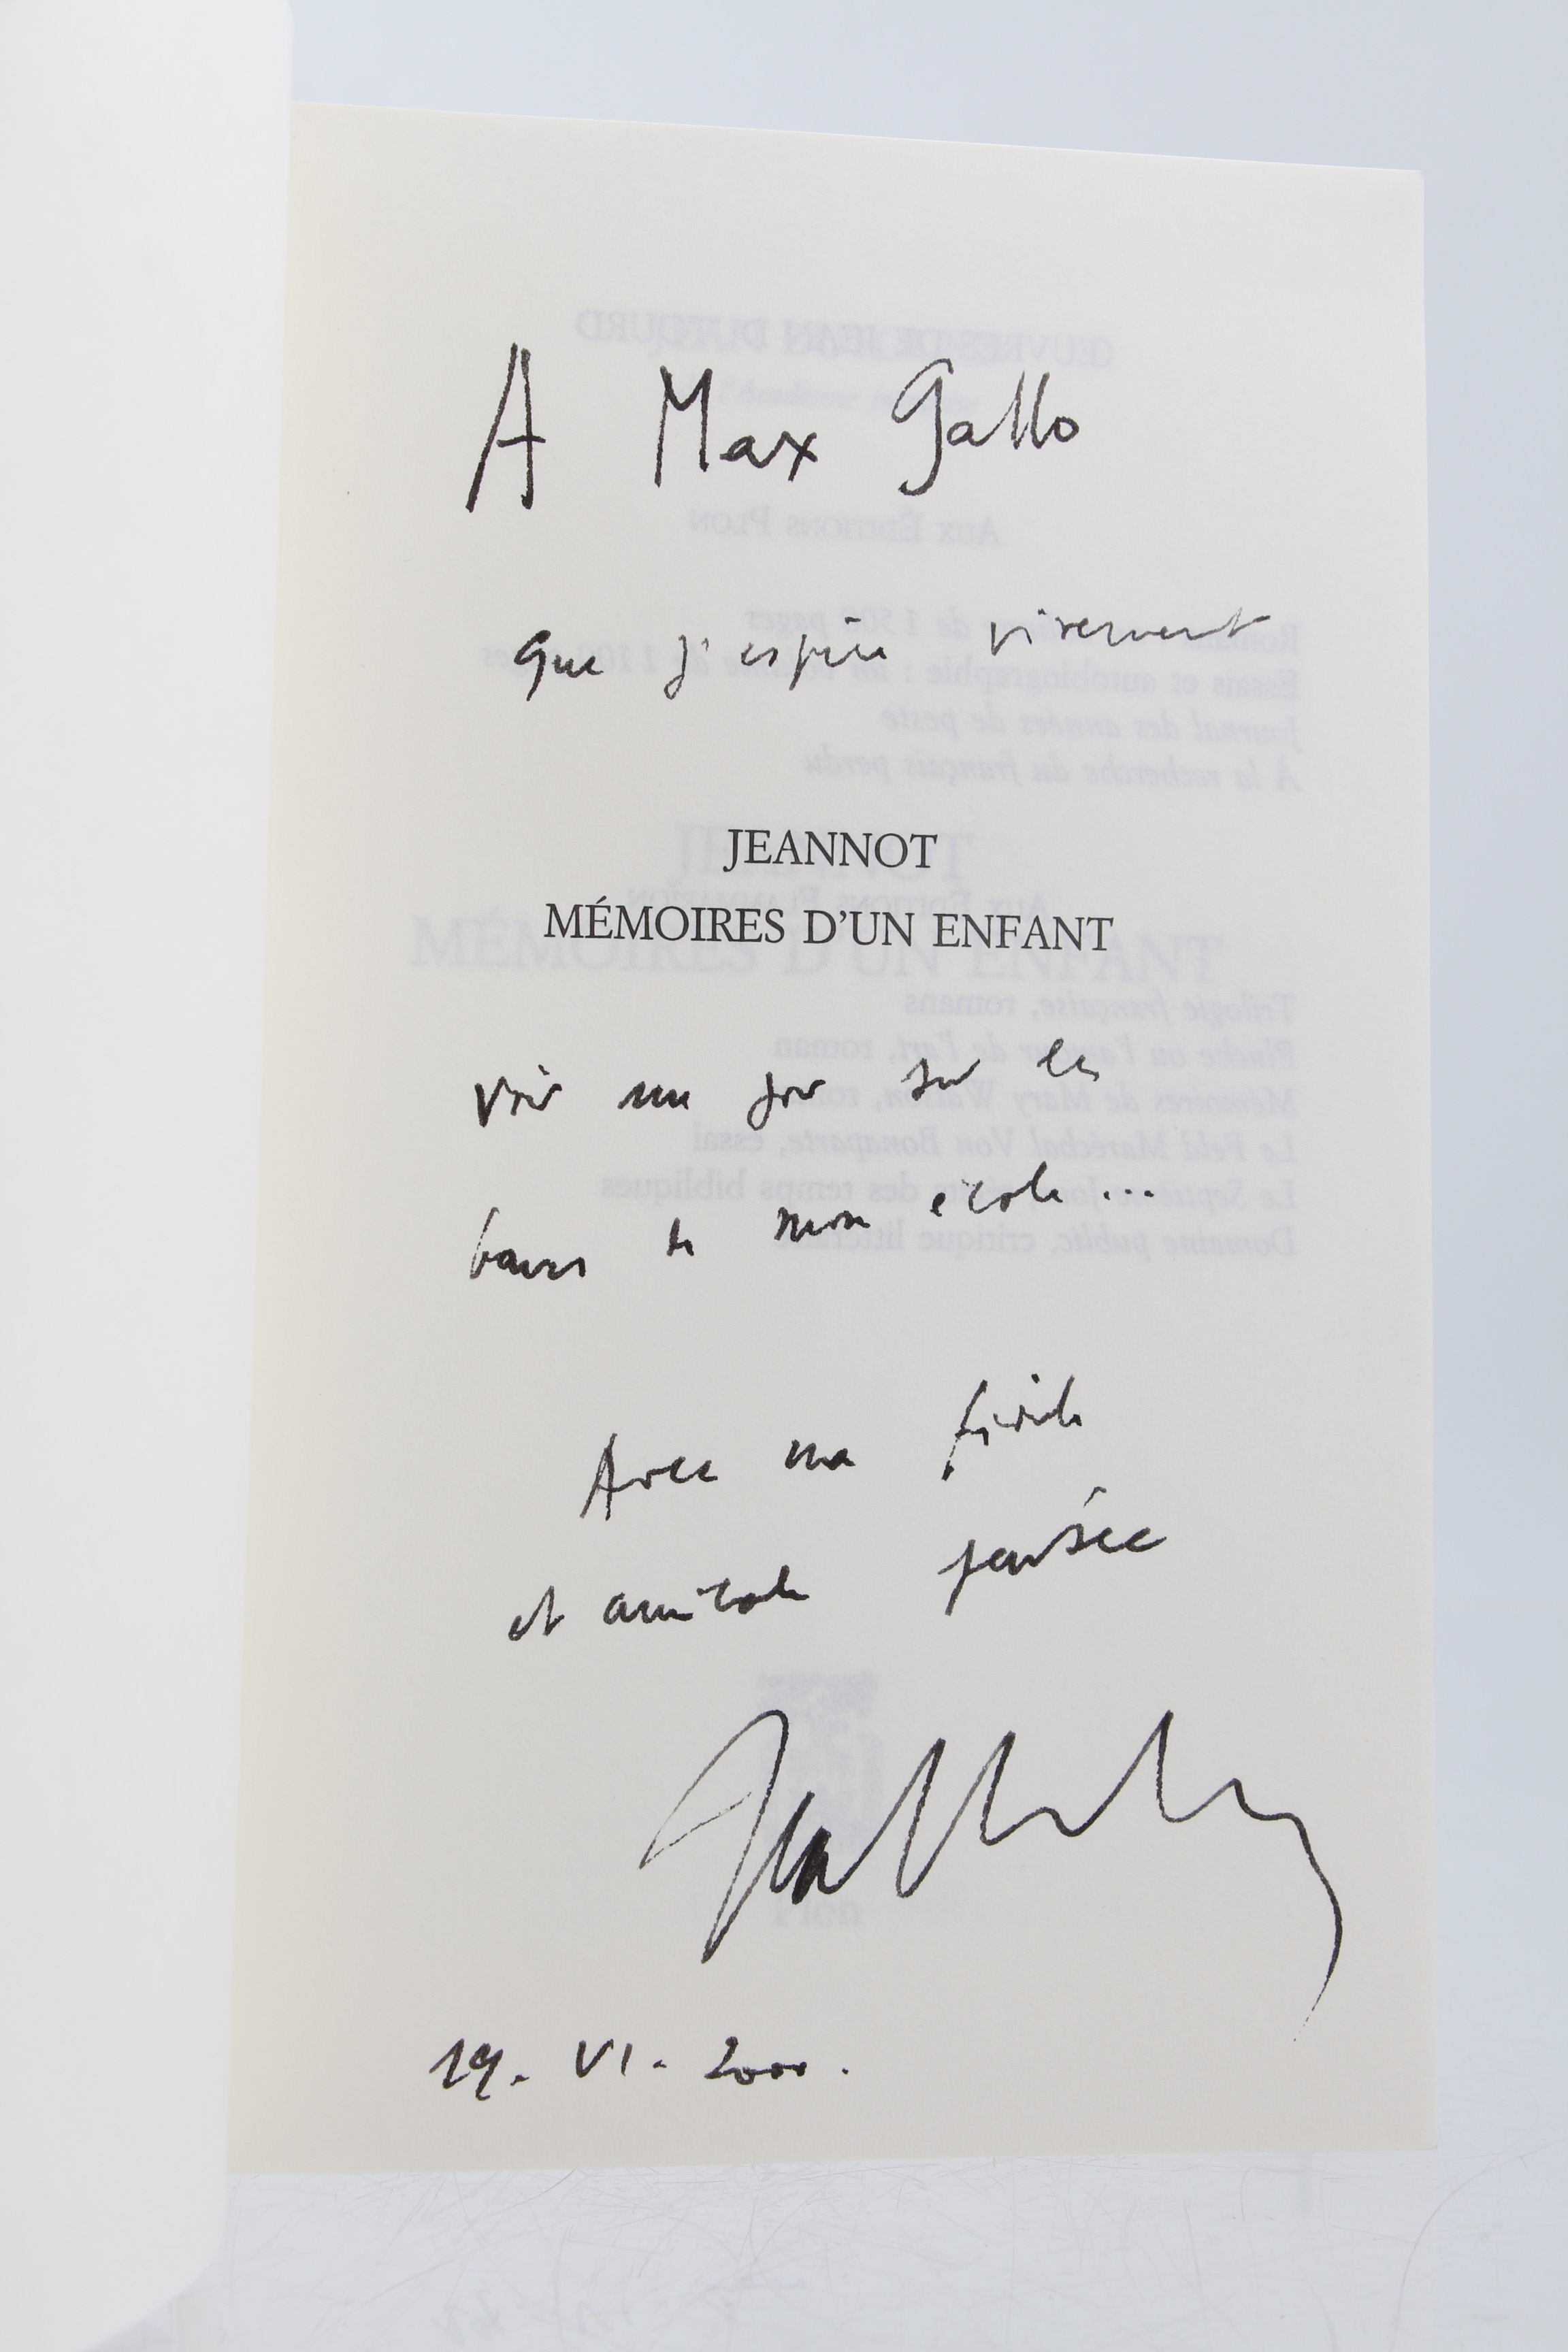 A Max Gallo
que j'espère vivement
JEANNOT
MÉMOIRES D'UN ENFANT
voir un jour sur les
bancs de mon école...
Avec ma fidèle
et amicale pensée
19. VI. 2000.